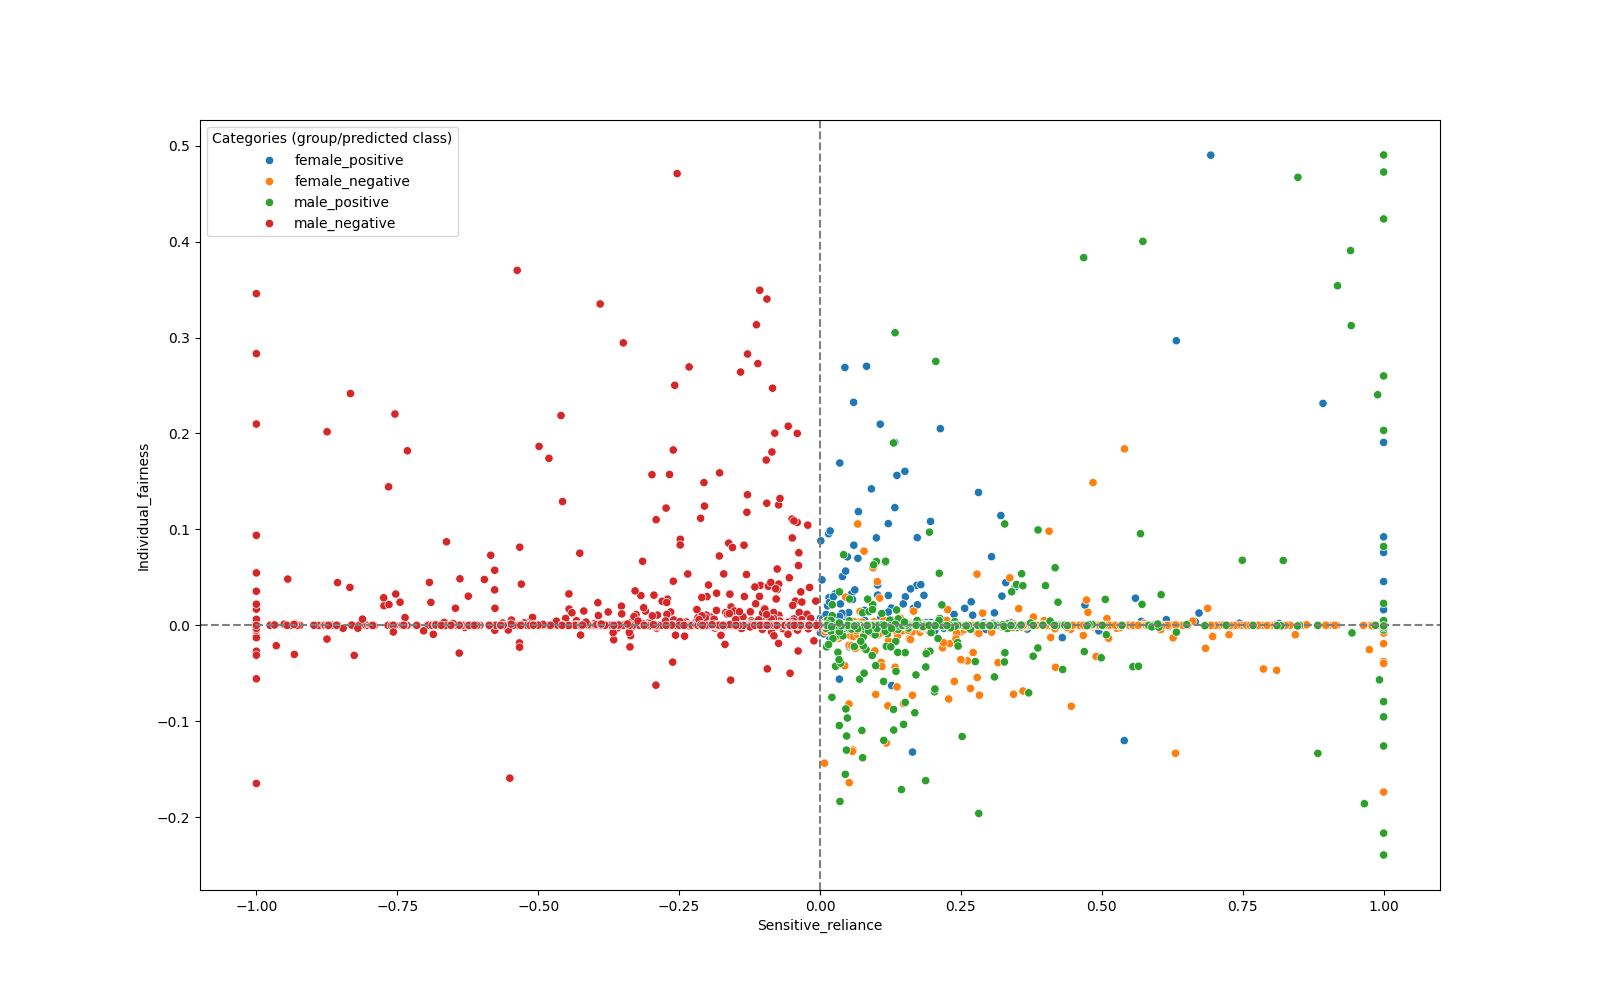 Categories (group/predicted class)
female_positive
female_negative
male_positive
male_negative
Individual_fairness
0.5
0.4
0.3
0.2
0.1
0.0
−0.1
−0.2
−1.00 −0.75 −0.50 −0.25 0.00 0.25 0.50 0.75 1.00
Sensitive_reliance